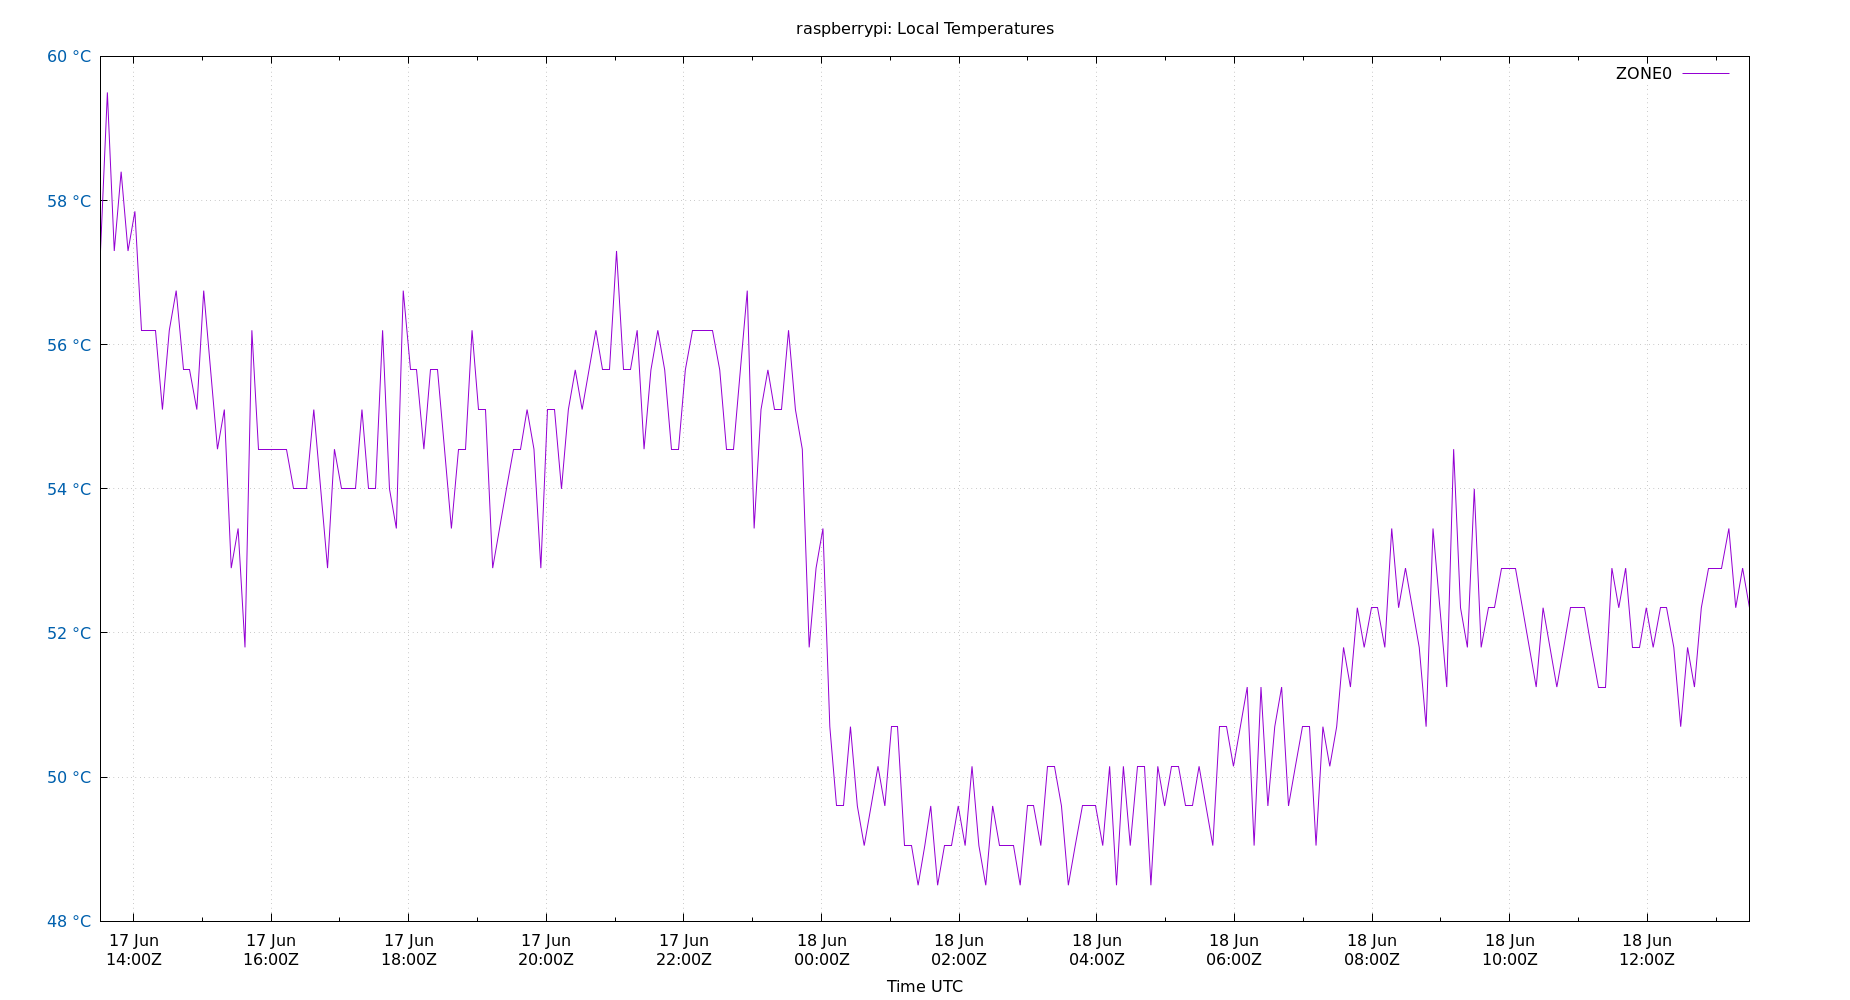 raspberrypi: Local Temperatures
60 °C
ZONE0
58 °C
56 °C
54 °C
52 °C
50 °C
48 °C
17 Jun 17 Jun 17 Jun 17 Jun 17 Jun 18 Jun 18 Jun 18 Jun 18 Jun 18 Jun 18 Jun 18 Jun
14:00Z 16:00Z 18:00Z 20:00Z 22:00Z 00:00Z 02:00Z 04:00Z 06:00Z 08:00Z 10:00Z 12:00Z
Time UTC